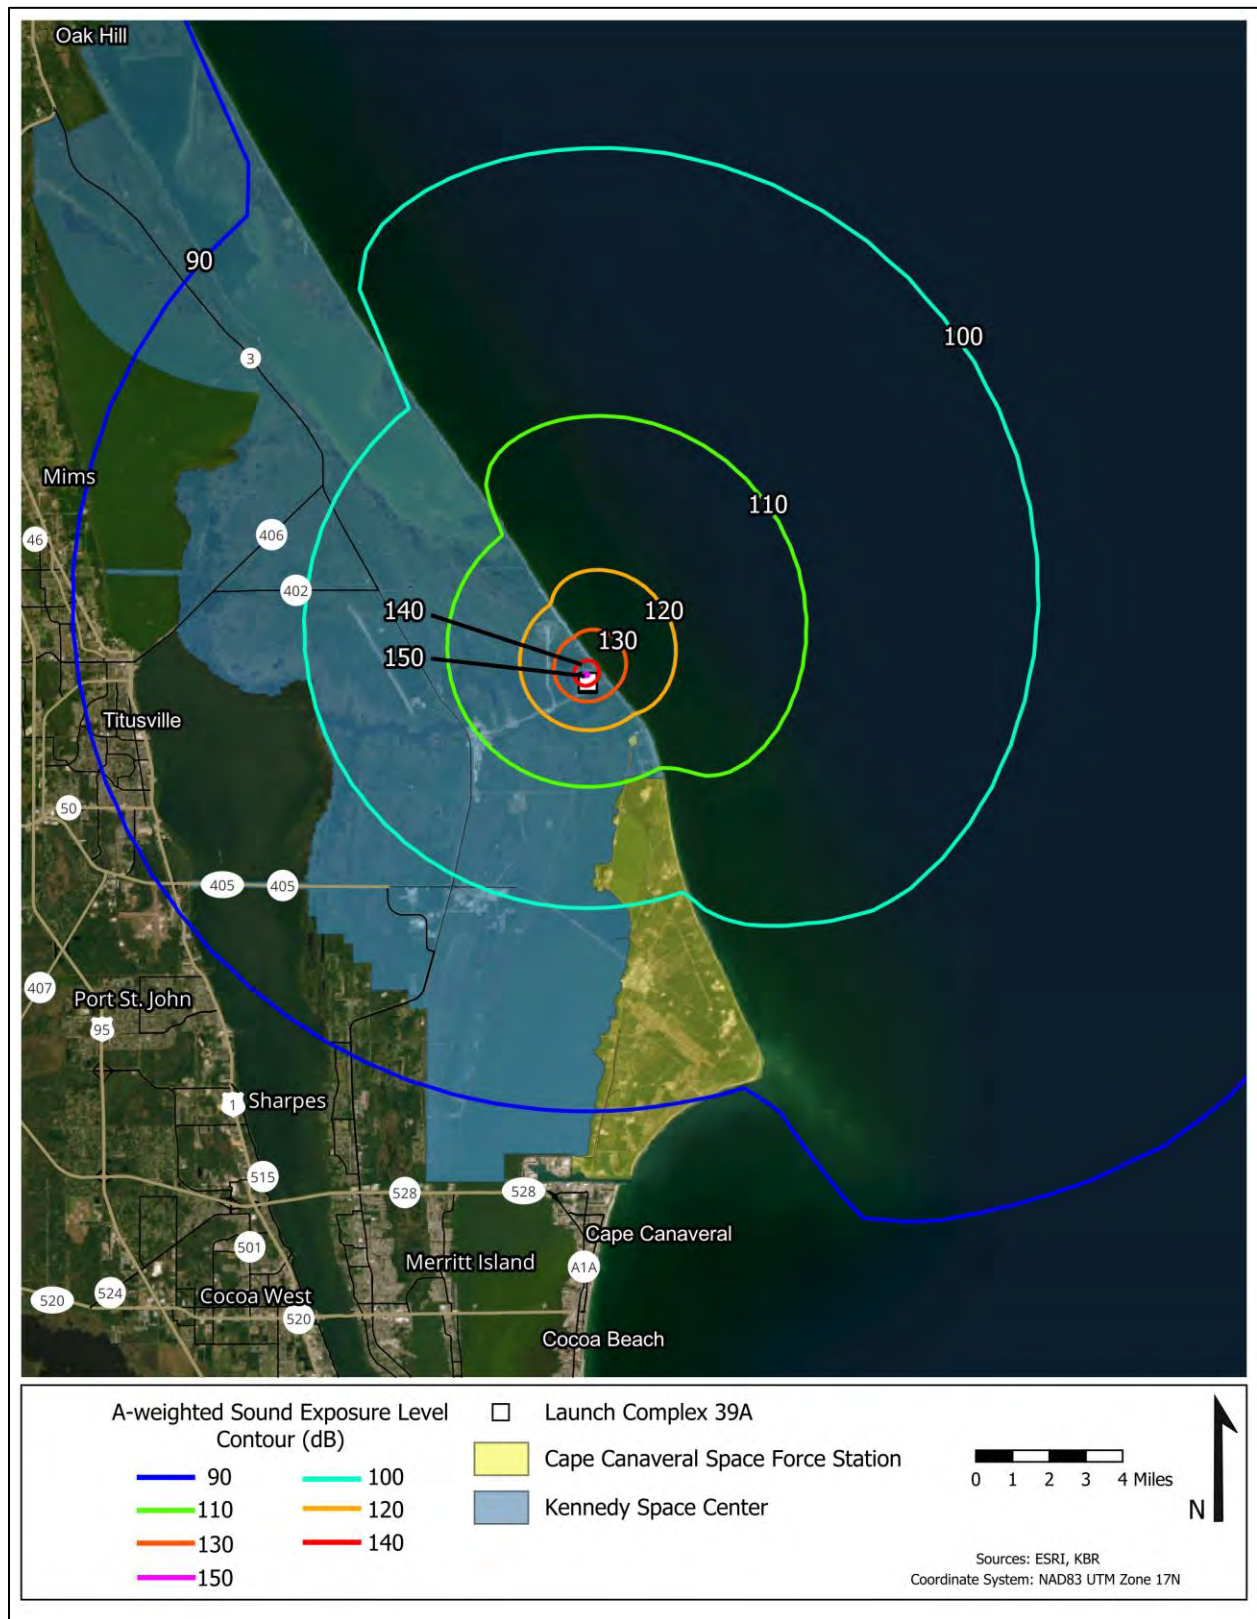 Oak Hill
90
3
100
Mims
110
46
406
402
140
120
130
150
Titusville
50
405
405
407
Port St. John
95
1
Sharpes
515
528
528
Cape Canaveral
501
Merritt Island
A1A
524
Cocoa West
520
520
Cocoa Beach
A-weighted Sound Exposure Level
Contour (dB)
90
100
110
120
130
140
150
Launch Complex 39A
Cape Canaveral Space Force Station
Kennedy Space Center
0 1 2 3 4 Miles
N
Sources: ESRI, KBR
Coordinate System: NAD83 UTM Zone 17N